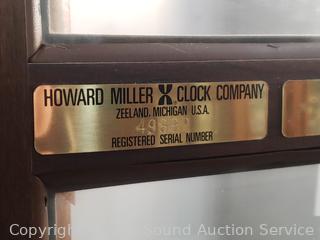 HOWARD MILLER CLOCK COMPANY
ZEELAND, MICHIGAN U.S.A.
REGISTERED SERIAL NUMBER
Sound Auction Service